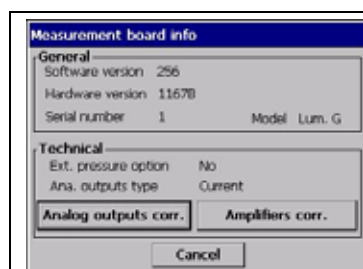 Measurement board info
General
Software version 256
Hardware version 11678
Serial number 1 Model Lum. G
Technical
Ext. pressure option No
Ana. outputs type Current
Analog outputs corr. Amplifiers corr.
Cancel